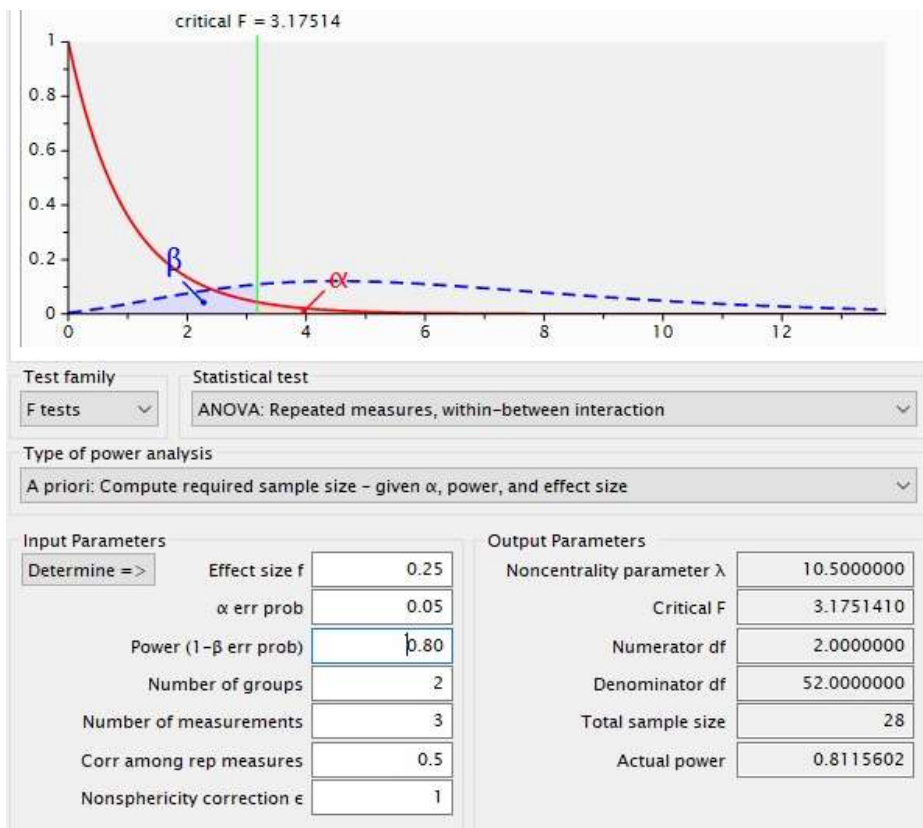 critical F = 3.17514
1
0.8
0.6
0.4
0.2
0
β
α
0 2 4 6 8 10 12
Test family
Statistical test
F tests
ANOVA: Repeated measures, within-between interaction
Type of power analysis
A priori: Compute required sample size - given α, power, and effect size
Input Parameters
Determine =>
Effect size f 0.25
α err prob 0.05
Power (1-β err prob) 0.80
Number of groups 2
Number of measurements 3
Corr among rep measures 0.5
Nonsphericity correction ϵ 1
Output Parameters
Noncentrality parameter λ 10.5000000
Critical F 3.1751410
Numerator df 2.0000000
Denominator df 52.0000000
Total sample size 28
Actual power 0.8115602